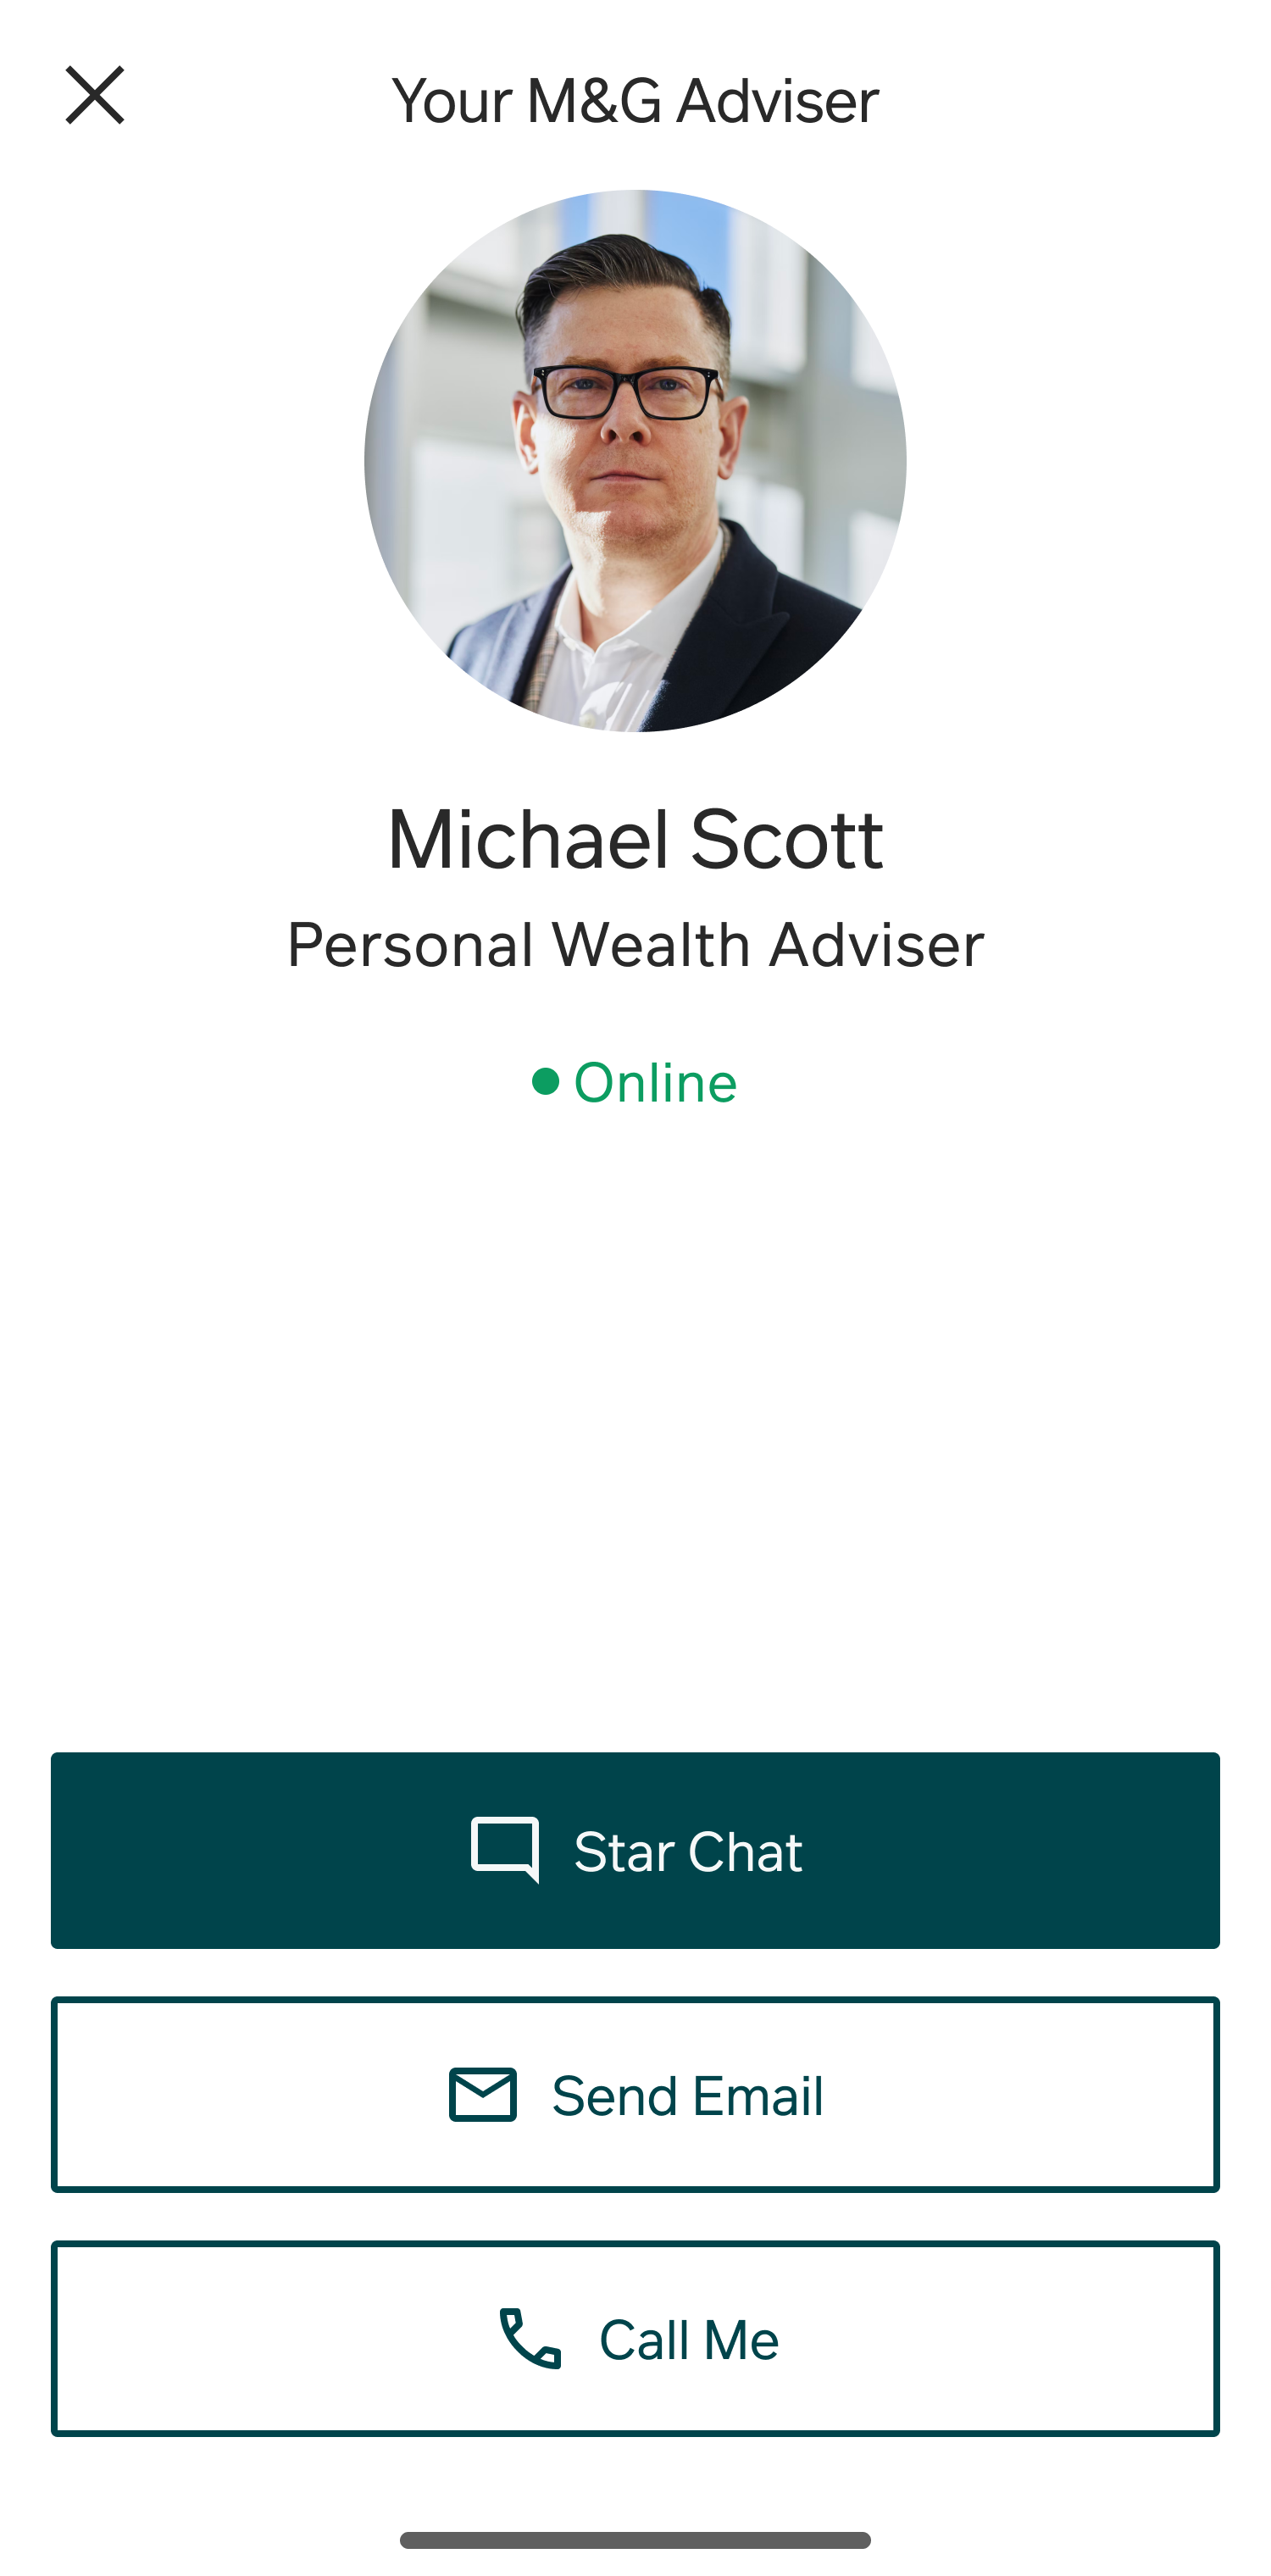 Your M&G Adviser
Michael Scott
Personal Wealth Adviser
Online
Star Chat
Send Email
Call Me